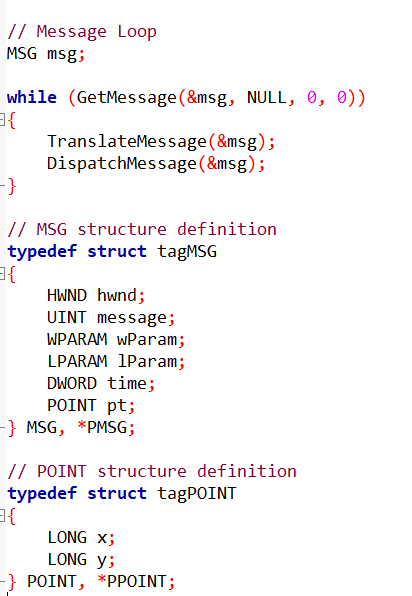 // Message Loop
MSG msg;
while (GetMessage(&msg, NULL, 0, 0))
{
TranslateMessage(&msg);
DispatchMessage(&msg);
}
// MSG structure definition
typedef struct tagMSG
{
HWND hwnd;
UINT message;
WPARAM wParam;
LPARAM lParam;
DWORD time;
POINT pt;
} MSG, *PMSG;
// POINT structure definition
typedef struct tagPOINT
{
LONG x;
LONG y;
} POINT, *PPOINT;